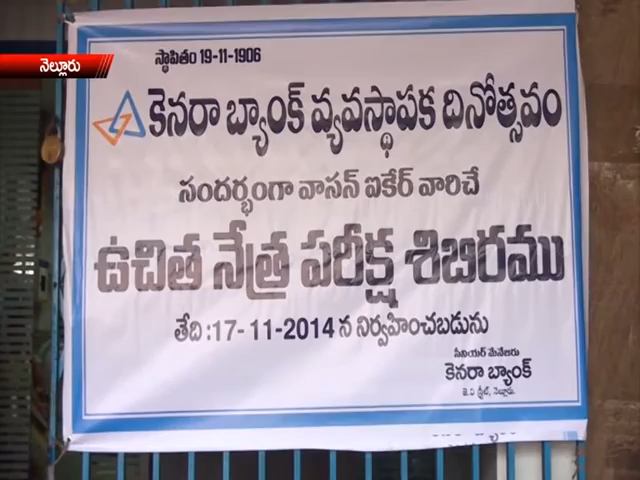 నెల్లూరు
స్థాపితం 19-11-1906
కెనరా బ్యాంక్ వ్యవస్థాపక దినోత్సవం
సందర్భంగా వాసన్ ఐకేర్ వారిచే
ఉచిత నేత్ర పరీక్ష శిబిరము
తేది :17- 11-2014 న నిర్వహించబడును
సీనియర్ మేనేజరు
కెనరా బ్యాంక్
స్ట్రీట్, నెల్లూరు.